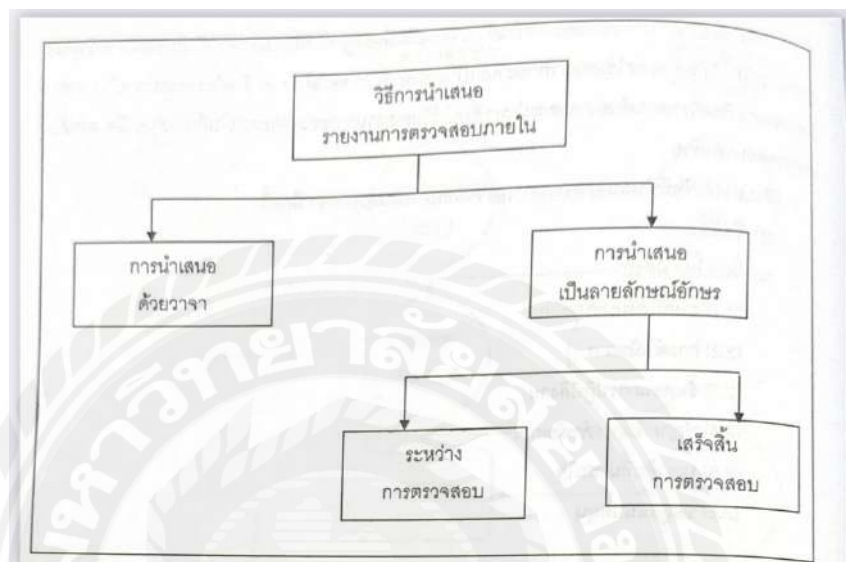 วิธีการนำเสนอ
รายงานการตรวจสอบภายใน
การนำเสนอ
ด้วยวาจา
การนำเสนอ
เป็นลายลักษณ์อักษร
ระหว่าง
การตรวจสอบ
เสร็จสิ้น
การตรวจสอบ